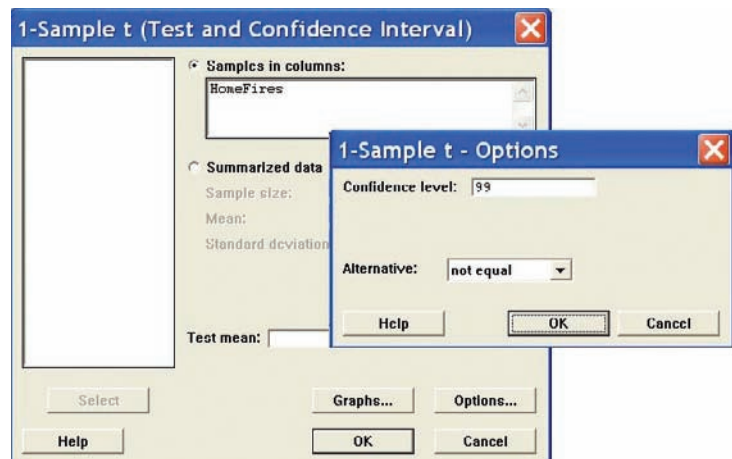 1-Sample t (Test and Confidence Interval)
Samples in columns:
HomeFires
Summarized data
Sample size:
Mean:
Standard deviation
Test mean:
Select
Graphs...
Options...
Help
OK
Cancel
1-Sample t - Options
Confidence level: 99
Alternative: not equal
Help
OK
Cancel